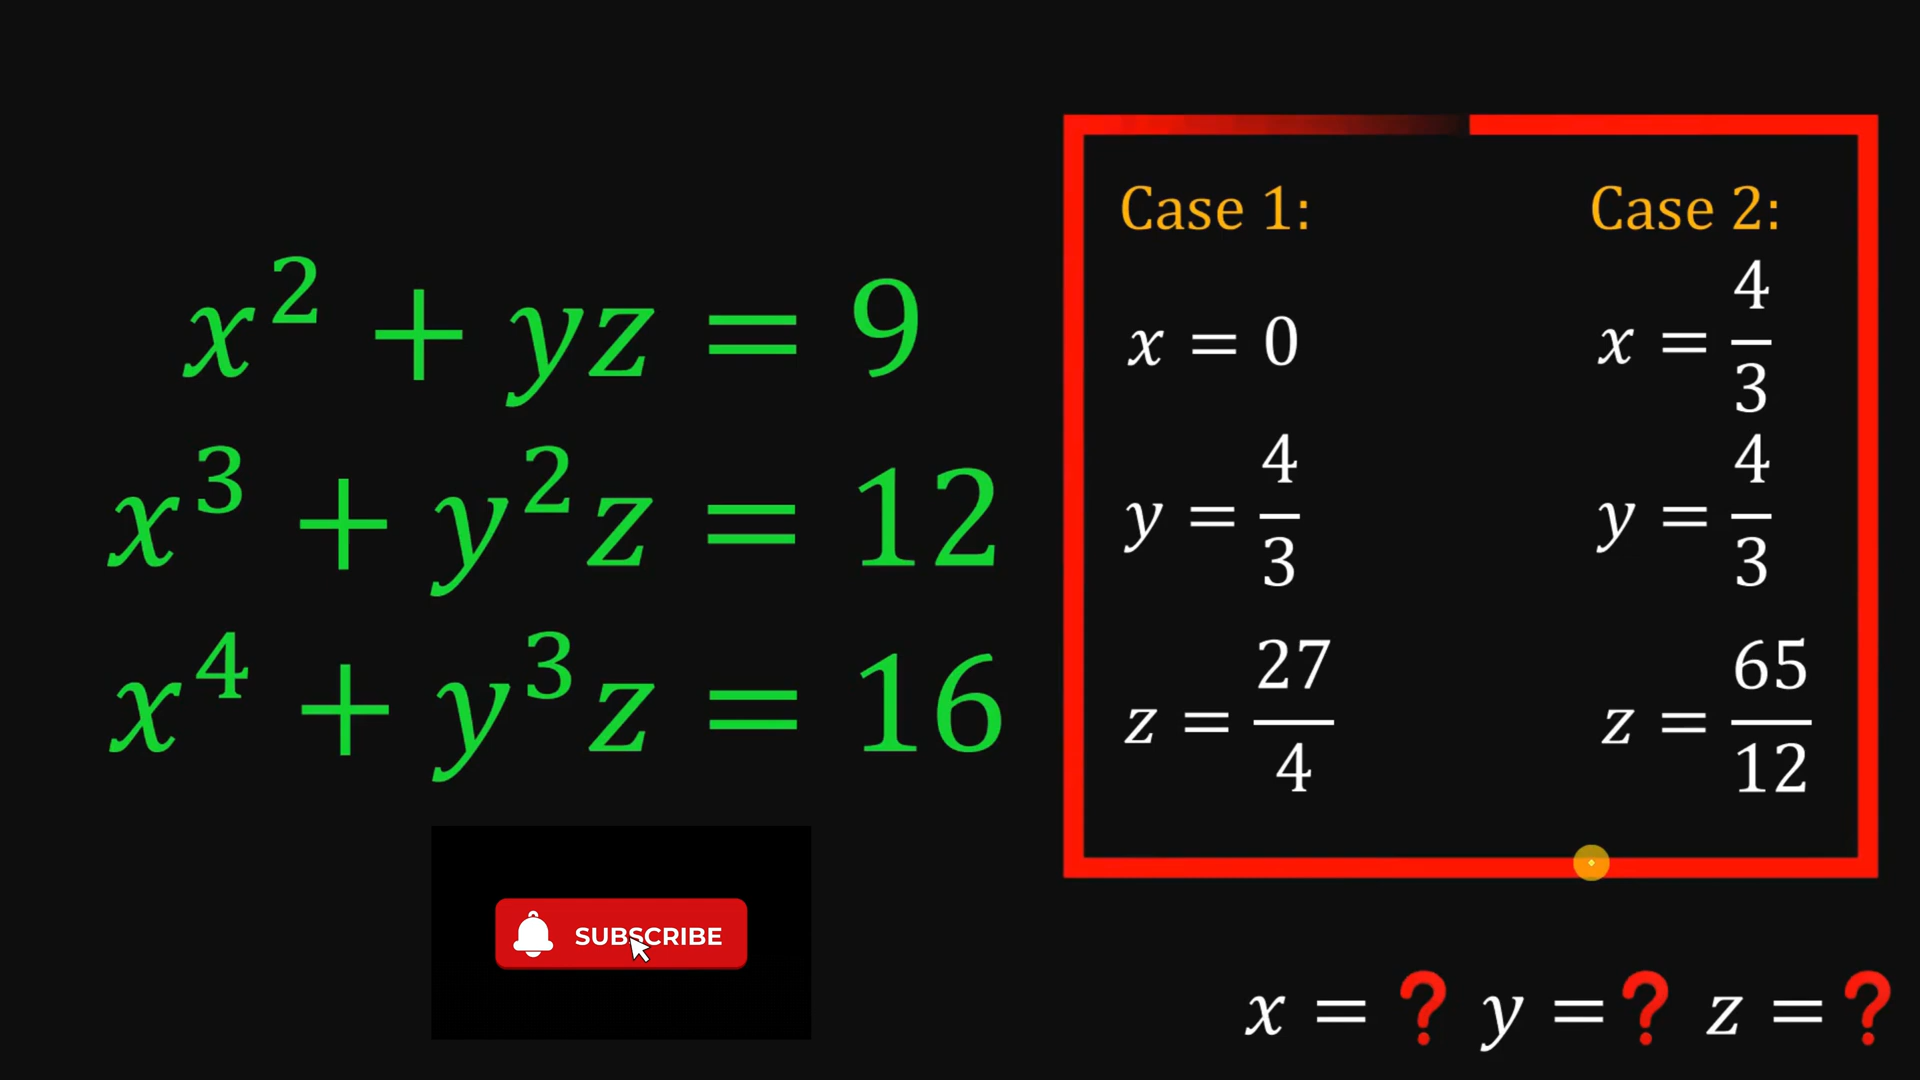 x² + yz = 9
x³ + y²z = 12
x⁴ + y³z = 16
Case 1:
x = 0
y = 4/3
z = 27/4
Case 2:
x = 4/3
y = 4/3
z = 65/12
SUBSCRIBE
x = ❓ y = ❓ z = ❓